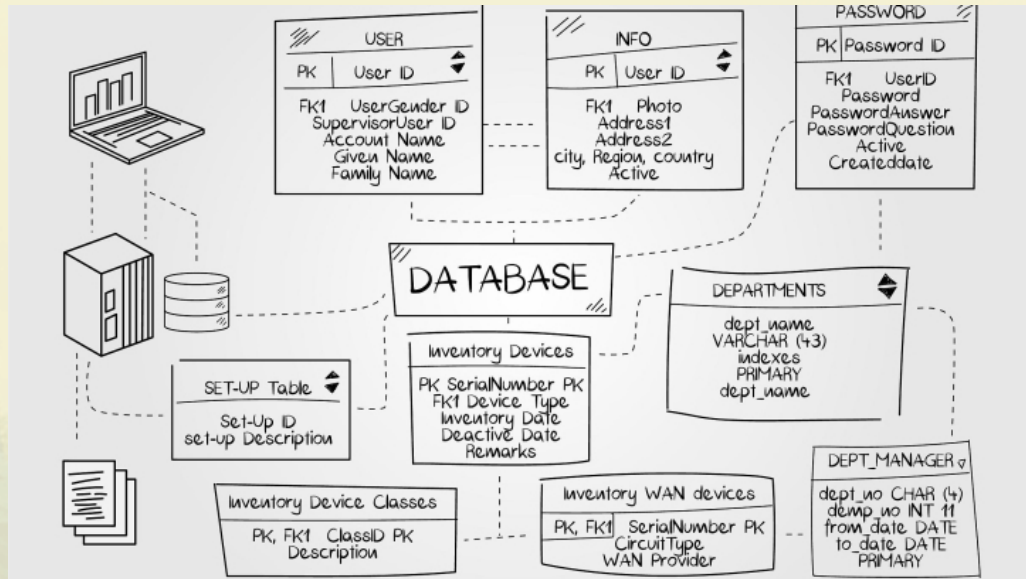 USER
PK User ID
FK1 UserGender ID
SupervisorUser ID
Account Name
Given Name
Family Name
INFO
PK User ID
FK1 Photo
Address1
Address2
city, Region, country
Active
PASSWORD
PK Password ID
FK1 UserID
Password
PasswordAnswer
PasswordQuestion
Active
Createddate
DATABASE
DEPARTMENTS
dept_name
VARCHAR (43)
indexes
PRIMARY
dept_name
Inventory Devices
PK SerialNumber PK
FK1 Device Type
Inventory Date
Deactive Date
Remarks
SET-UP Table
Set-Up ID
set-up Description
DEPT_MANAGER
dept_no CHAR (4)
demp_no INT 11
from_date DATE
to_date DATE
PRIMARY
Inventory Device Classes
PK, FK1 ClassID PK
Description
Inventory WAN devices
PK, FK1 SerialNumber PK
CircuitType
WAN Provider